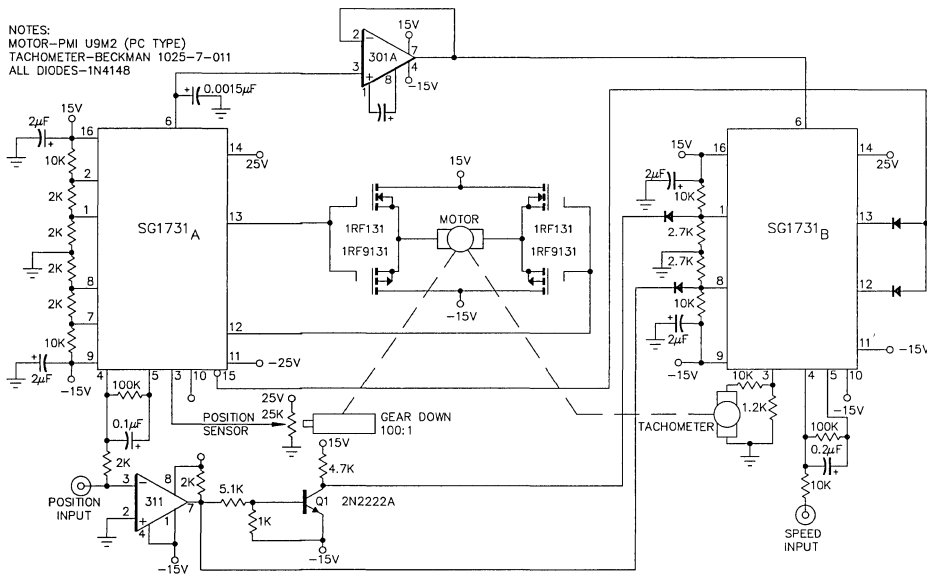 NOTES:
MOTOR-PMI U9M2 (PC TYPE)
TACHOMETER-BECKMAN 1025-7-011
ALL DIODES-1N4148
15V
2
7
301A
3
4
8
1
-15V
0.0015µF
6
6
2µF
15V
16
14
25V
10K
2
2K
1
13
SG1731A
2K
8
2K
7
12
10K
9
11
-25V
2µF
-15V
4
5
3
10
15
15V
1RF131
1RF131
MOTOR
1RF9131
1RF9131
-15V
15V
16
14
25V
2µF
10K
1
13
2.7K
SG1731B
2.7K
8
12
10K
2µF
11
-15V
-15V
9
3
4
5
10
-15V
100K
0.1µF
2K
POSITION
SENSOR
25V
25K
GEAR DOWN
100:1
10K
1.2K
TACHOMETER
100K
0.2µF
10K
SPEED
INPUT
POSITION
INPUT
3
8
2K
311
7
2
1
4
-15V
5.1K
1K
15V
4.7K
Q1
2N2222A
-15V